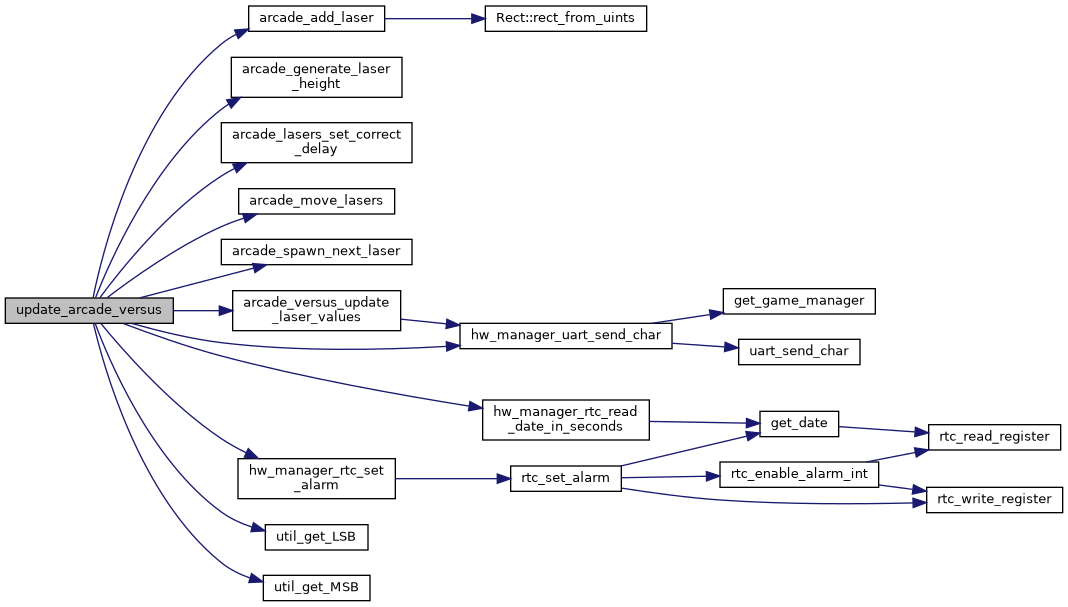 arcade_add_laser
Rect::rect_from_uints
arcade_generate_laser
_height
arcade_lasers_set_correct
_delay
arcade_move_lasers
arcade_spawn_next_laser
update_arcade_versus
arcade_versus_update
_laser_values
hw_manager_uart_send_char
get_game_manager
uart_send_char
hw_manager_rtc_read
_date_in_seconds
get_date
rtc_read_register
hw_manager_rtc_set
_alarm
rtc_set_alarm
rtc_enable_alarm_int
rtc_write_register
util_get_LSB
util_get_MSB